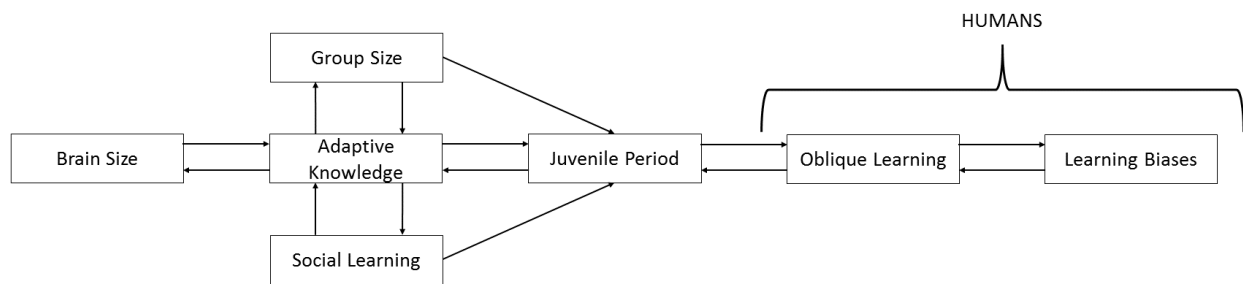 HUMANS
Group Size
Brain Size
Adaptive
Knowledge
Juvenile Period
Oblique Learning
Learning Biases
Social Learning